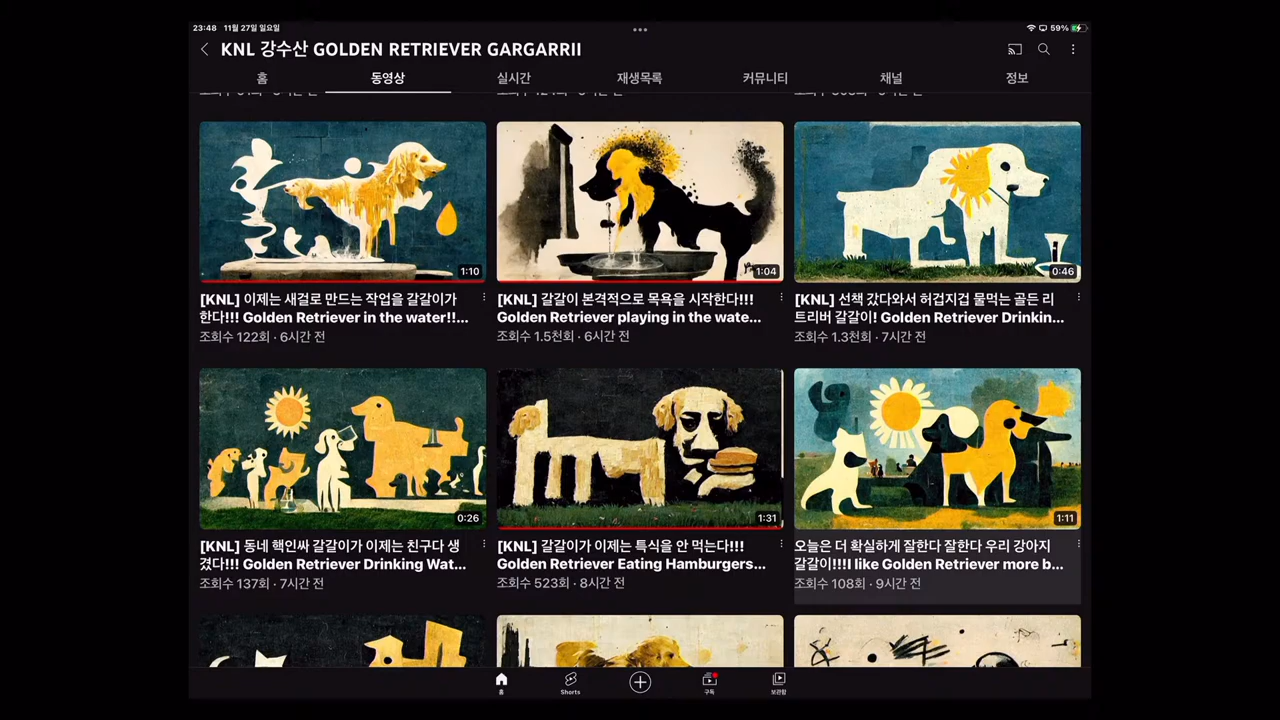 23:48 11월 27일 일요일
59%
KNL 강수산 GOLDEN RETRIEVER GARGARRII
홈 동영상 실시간 재생목록 커뮤니티 채널 정보
1:10
1:04
0:46
[KNL] 이제는 새걸로 만드는 작업을 갈갈이가
한다!!! Golden Retriever in the water!!...
조회수 122회 · 6시간 전
[KNL] 갈갈이 본격적으로 목욕을 시작한다!!!
Golden Retriever playing in the wate...
조회수 1.5천회 · 6시간 전
[KNL] 선책 갔다와서 허겁지겁 물먹는 골든 리
트리버 갈갈이! Golden Retriever Drinkin...
조회수 1.3천회 · 7시간 전
0:26
1:31
1:11
[KNL] 동네 핵인싸 갈갈이가 이제는 친구다 생
겼다!!! Golden Retriever Drinking Wat...
조회수 137회 · 7시간 전
[KNL] 갈갈이가 이제는 특식을 안 먹는다!!!
Golden Retriever Eating Hamburgers...
조회수 523회 · 8시간 전
오늘은 더 확실하게 잘한다 잘한다 우리 강아지
갈갈이!!!I like Golden Retriever more b...
조회수 108회 · 9시간 전
홈 Shorts 구독 보관함